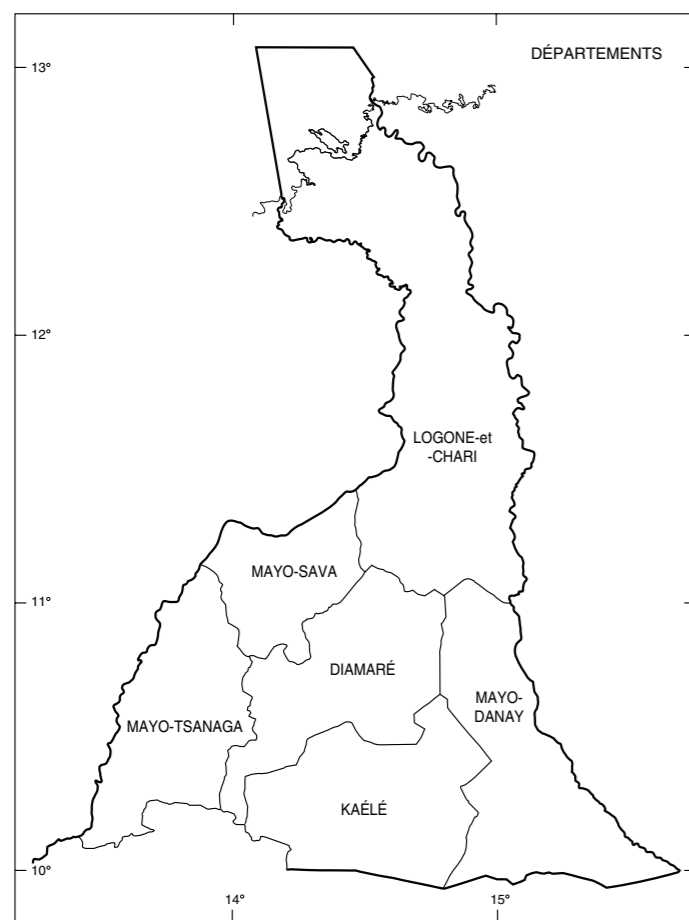 DÉPARTEMENTS
13°
12°
LOGONE-et
-CHARI
11°
MAYO-SAVA
DIAMARÉ
MAYO-
DANAY
MAYO-TSANAGA
KAÉLÉ
10°
14°
15°